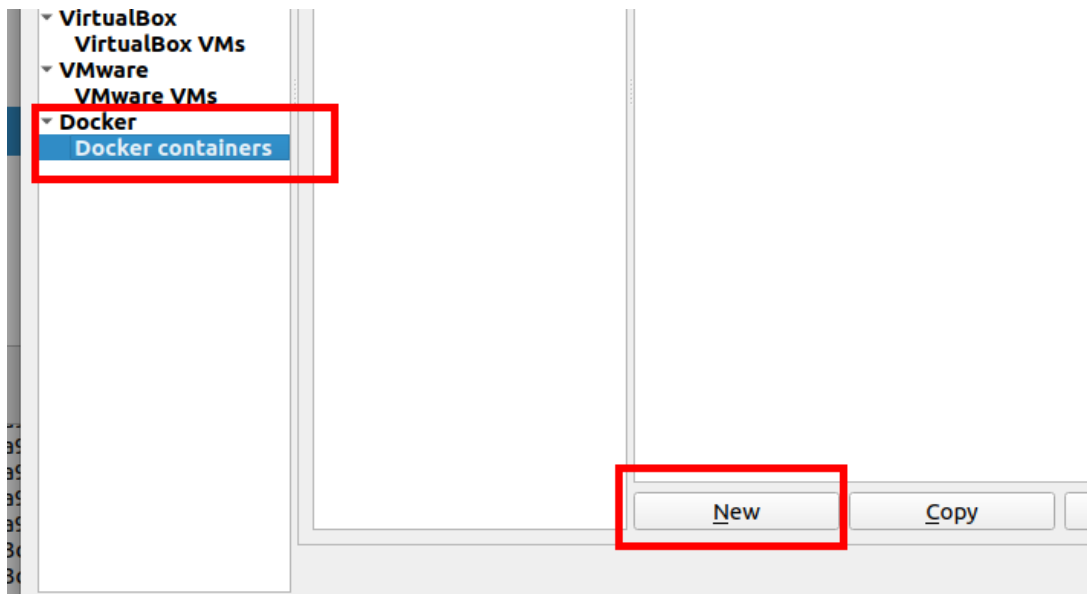 VirtualBox
VirtualBox VMs
VMware
VMware VMs
Docker
Docker containers
New
Copy